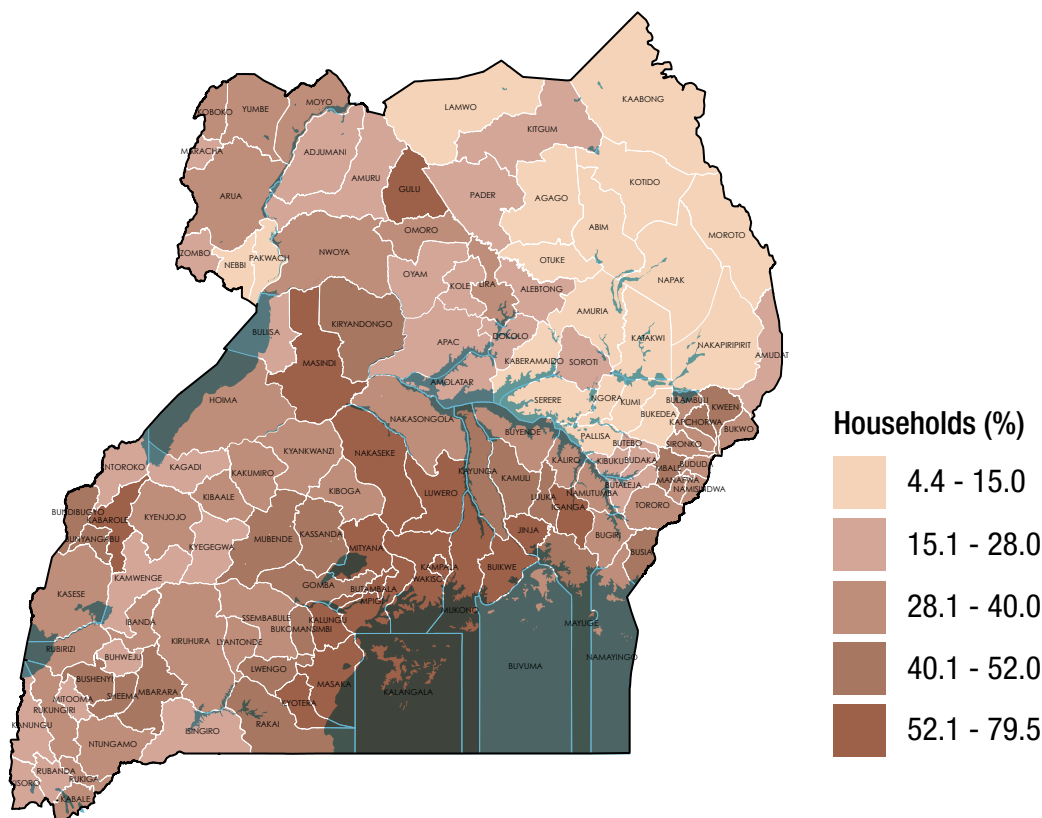 LAMWO
KAABONG
KITGUM
MOYO
YUMBE
KOBOKO
MARACHA
ADJUMANI
AMURU
GULU
PADER
AGAGO
KOTIDO
ABIM
MOROTO
ARUA
ZOMBO
NEBBI
PAKWACH
NWOYA
OMORO
OYAM
KOLE
LIRA
ALEBTONG
OTUKE
NAPAK
AMURIA
KATAKWI
NAKAPIRIPIRIT
AMUDAT
BULIISA
MASINDI
KIRYANDONGO
APAC
DOKOLO
AMOLATAR
KABERAMAIDO
SOROTI
SERERE
NGORA
KUMI
BUKEDEA
BULAMBULI
KWEEN
KAPCHORWA
BUKWO
SIRONKO
HOIMA
NAKASONGOLA
BUYENDE
PALLISA
BUTEBO
KIBUKU
BUDAKA
MBALE
BUDUDA
MANAFWA
NAMISINDWA
BUTALEJA
TORORO
NTOROKO
KAGADI
KAKUMIRO
KYANKWANZI
NAKASEKE
KAYUNGA
KAMULI
KALIRO
NAMUTUMBA
LUUKA
IGANGA
BUGIRI
BUSIA
KIBAALE
KIBOGA
LUWERO
JINJA
BUNDIBUGYO
KABAROLE
BUNYANGABU
KYENJOJO
KYEGEGWA
MUBENDE
KASSANDA
MITYANA
KAMPALA
WAKISO
BUIKWE
MUKONO
MAYUGE
NAMAYINGO
BUVUMA
KAMWENGE
KASESE
GOMBA
BUTAMBALA
MPIGI
IBANDA
KIRUHURA
SSEMBABULE
LYANTONDE
BUKOMANSIMBI
KALUNGU
RUBIRIZI
BUHWEJU
BUSHENYI
SHEEMA
MBARARA
LWENGO
MASAKA
KALANGALA
MITOOMA
RUKUNGIRI
KANUNGU
KYOTERA
RAKAI
ISINGIRO
NTUNGAMO
RUBANDA
RUKIGA
KABALE
Households (%)
4.4 - 15.0
15.1 - 28.0
28.1 - 40.0
40.1 - 52.0
52.1 - 79.5